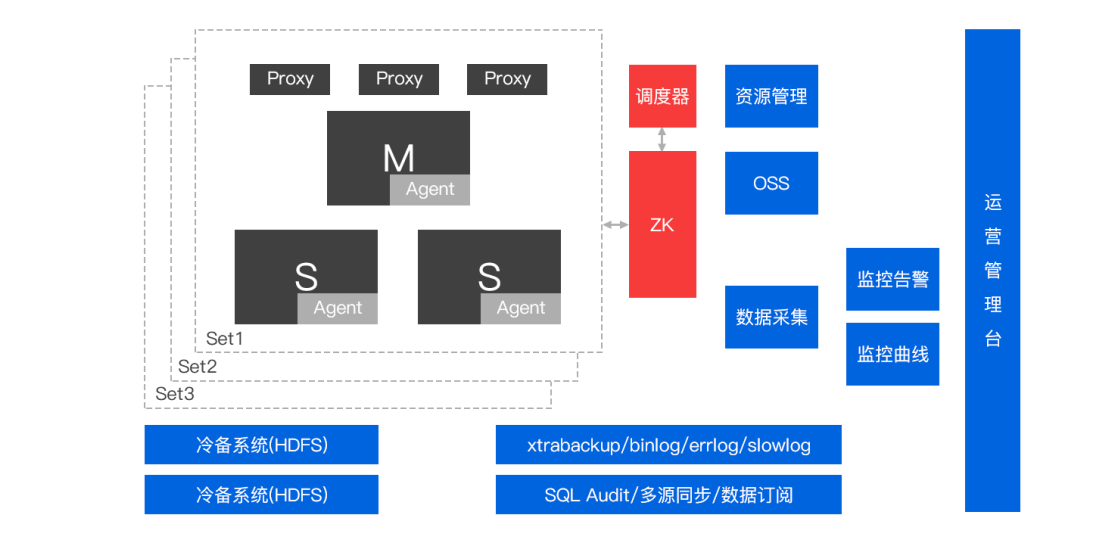 Proxy
Proxy
Proxy
M
Agent
S
Agent
S
Agent
Set1
Set2
Set3
调度器
ZK
资源管理
OSS
数据采集
监控告警
监控曲线
运营管理台
冷备系统(HDFS)
xtrabackup/binlog/errlog/slowlog
冷备系统(HDFS)
SQL Audit/多源同步/数据订阅